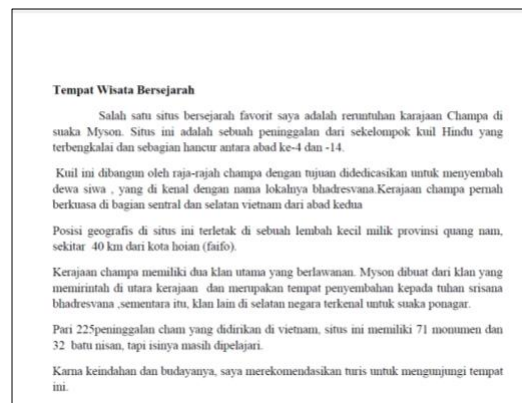 Tempat Wisata Bersejarah
Salah satu situs bersejarah favorit saya adalah reruntuhan karajaan Champa di
suaka Myson. Situs ini adalah sebuah peninggalan dari sekelompok kuil Hindu yang
terbengkalai dan sebagian hancur antara abad ke-4 dan -14.
Kuil ini dibangun oleh raja-rajah champa dengan tujuan didedicasikan untuk menyembah
dewa siwa , yang di kenal dengan nama lokalnya bhadresvana.Kerajaan champa pernah
berkuasa di bagian sentral dan selatan vietnam dari abad kedua
Posisi geografis di situs ini terletak di sebuah lembah kecil milik provinsi quang nam,
sekitar 40 km dari kota hoian (faifo).
Kerajaan champa memiliki dua klan utama yang berlawanan. Myson dibuat dari klan yang
memirintah di utara kerajaan dan merupakan tempat penyembahan kepada tuhan srisana
bhadresvana ,sementara itu, klan lain di selatan negara terkenal untuk suaka ponagar.
Pari 225peninggalan cham yang didirikan di vietnam, situs ini memiliki 71 monumen dan
32 batu nisan, tapi isinya masih dipelajari.
Karna keindahan dan budayanya, saya merekomendasikan turis untuk mengunjungi tempat
ini.